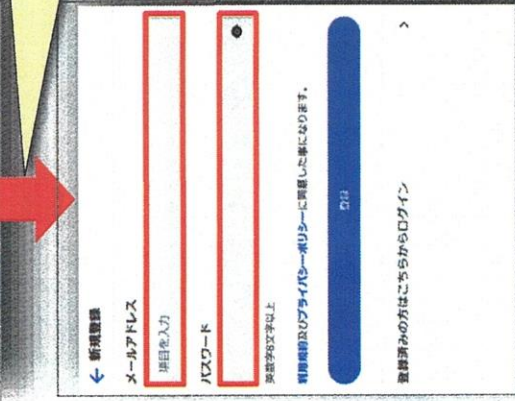 ← 新規登録
メールアドレス
項目を入力
パスワード
英数字8文字以上
利用規約及びプライバシーポリシーに同意した事になります。
登録
登録済みの方はこちらからログイン
>